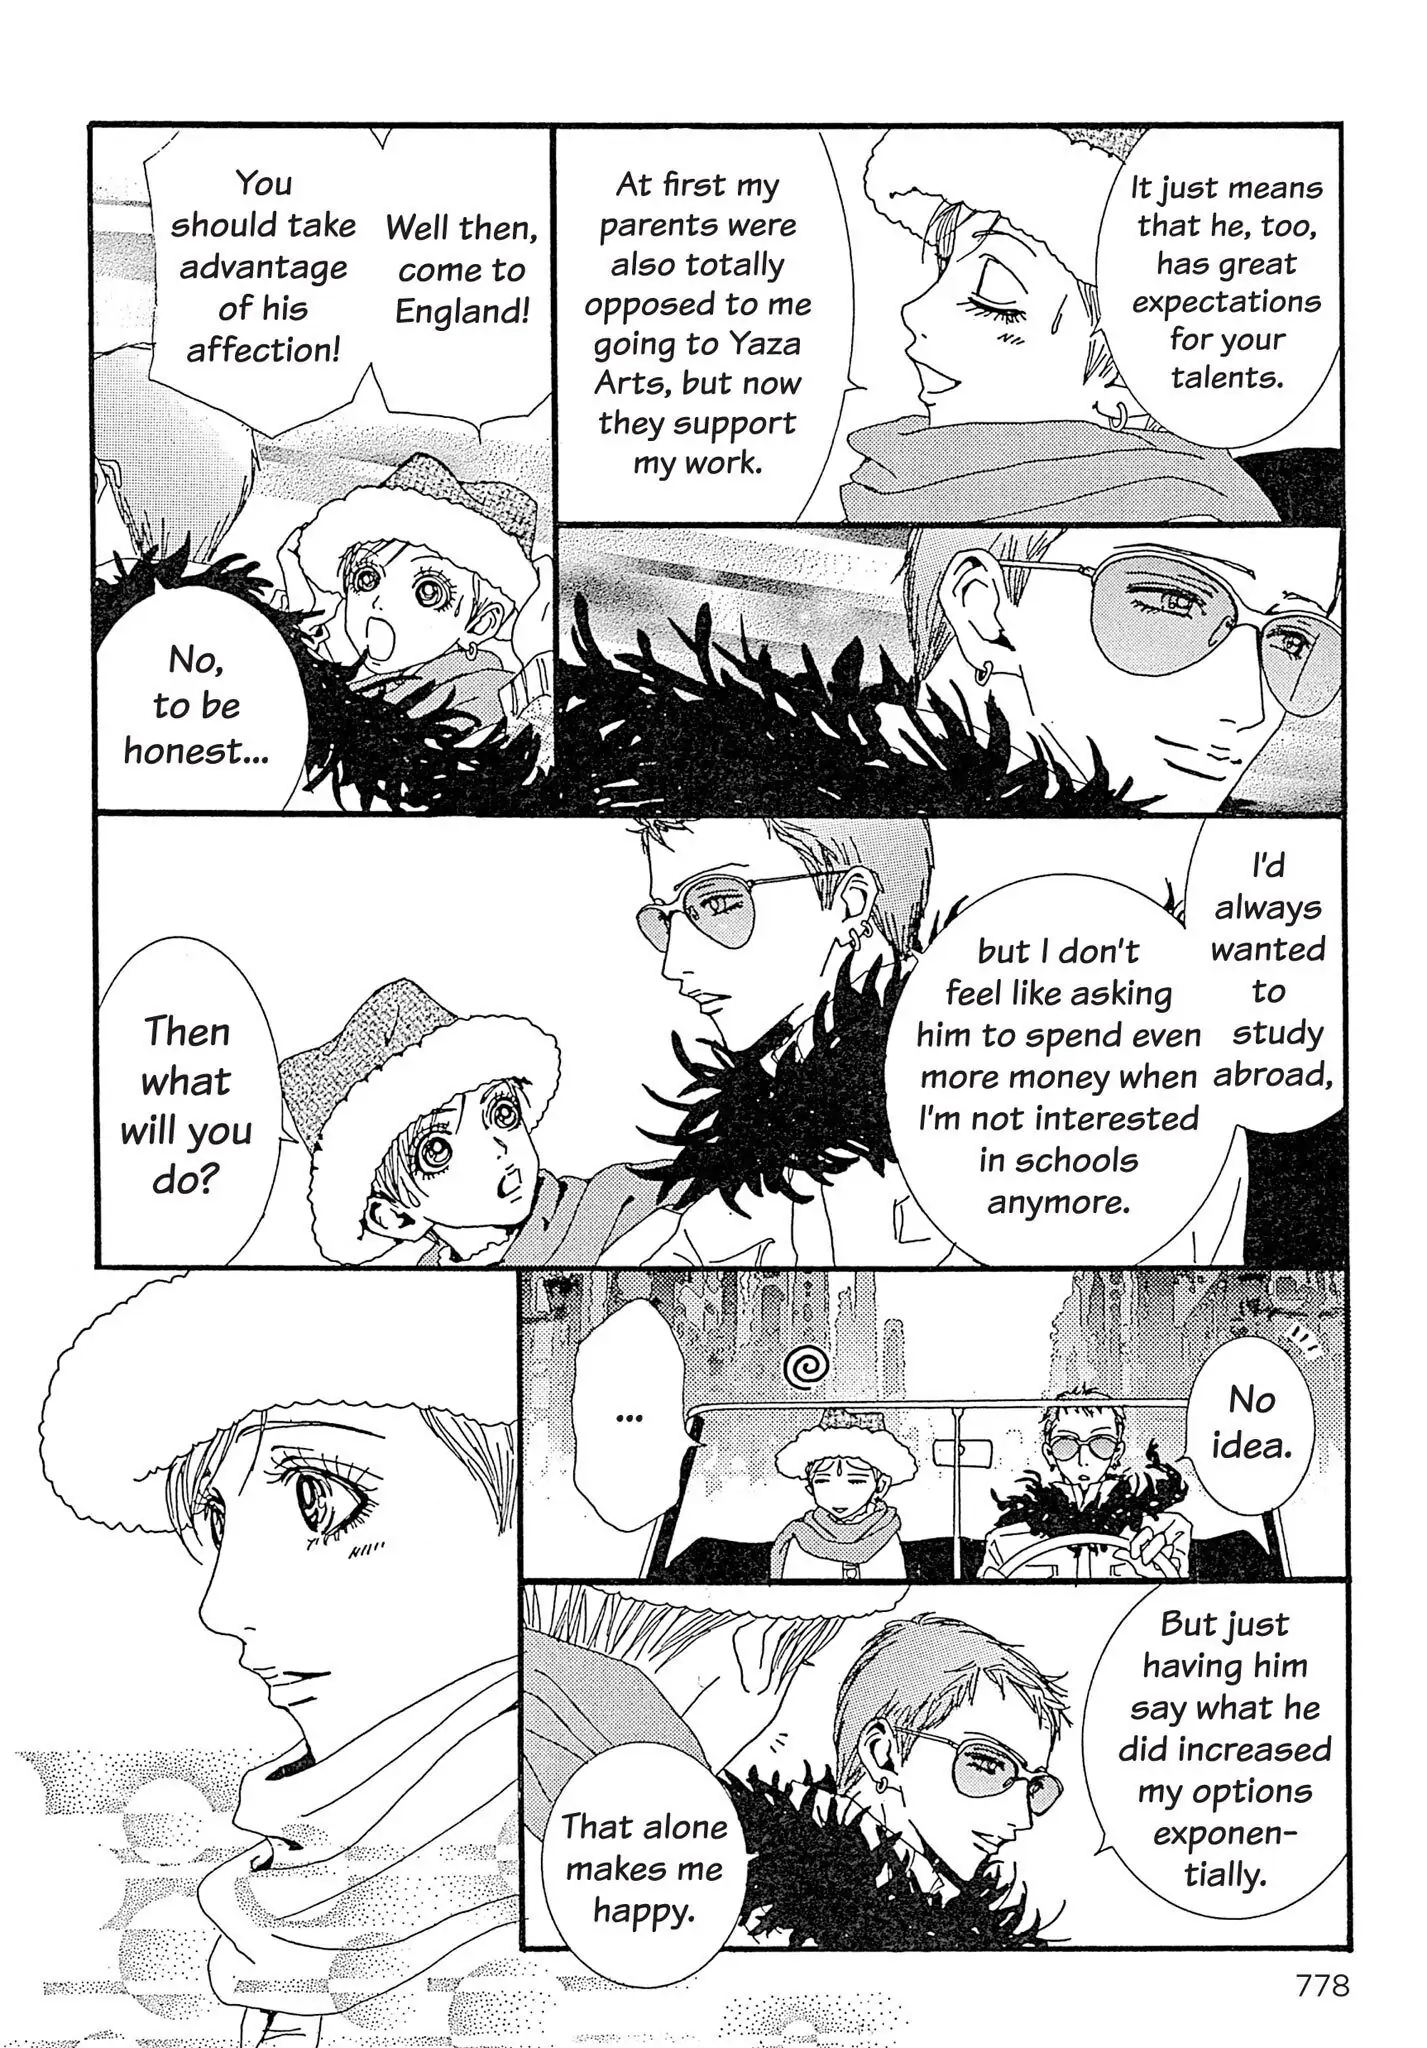 It just means
that he, too,
has great
expectations
for your
talents.
At first my
parents were
also totally
opposed to me
going to Yaza
Arts, but now
they support
my work.
Well then,
come to
England!
You
should take
advantage
of his
affection!
No,
to be
honest...
I'd
always
wanted
to
study
abroad,
but I don't
feel like asking
him to spend even
more money when
I'm not interested
in schools
anymore.
Then
what
will you
do?
No
idea.
...
But just
having him
say what he
did increased
my options
exponen-
tially.
That alone
makes me
happy.
778